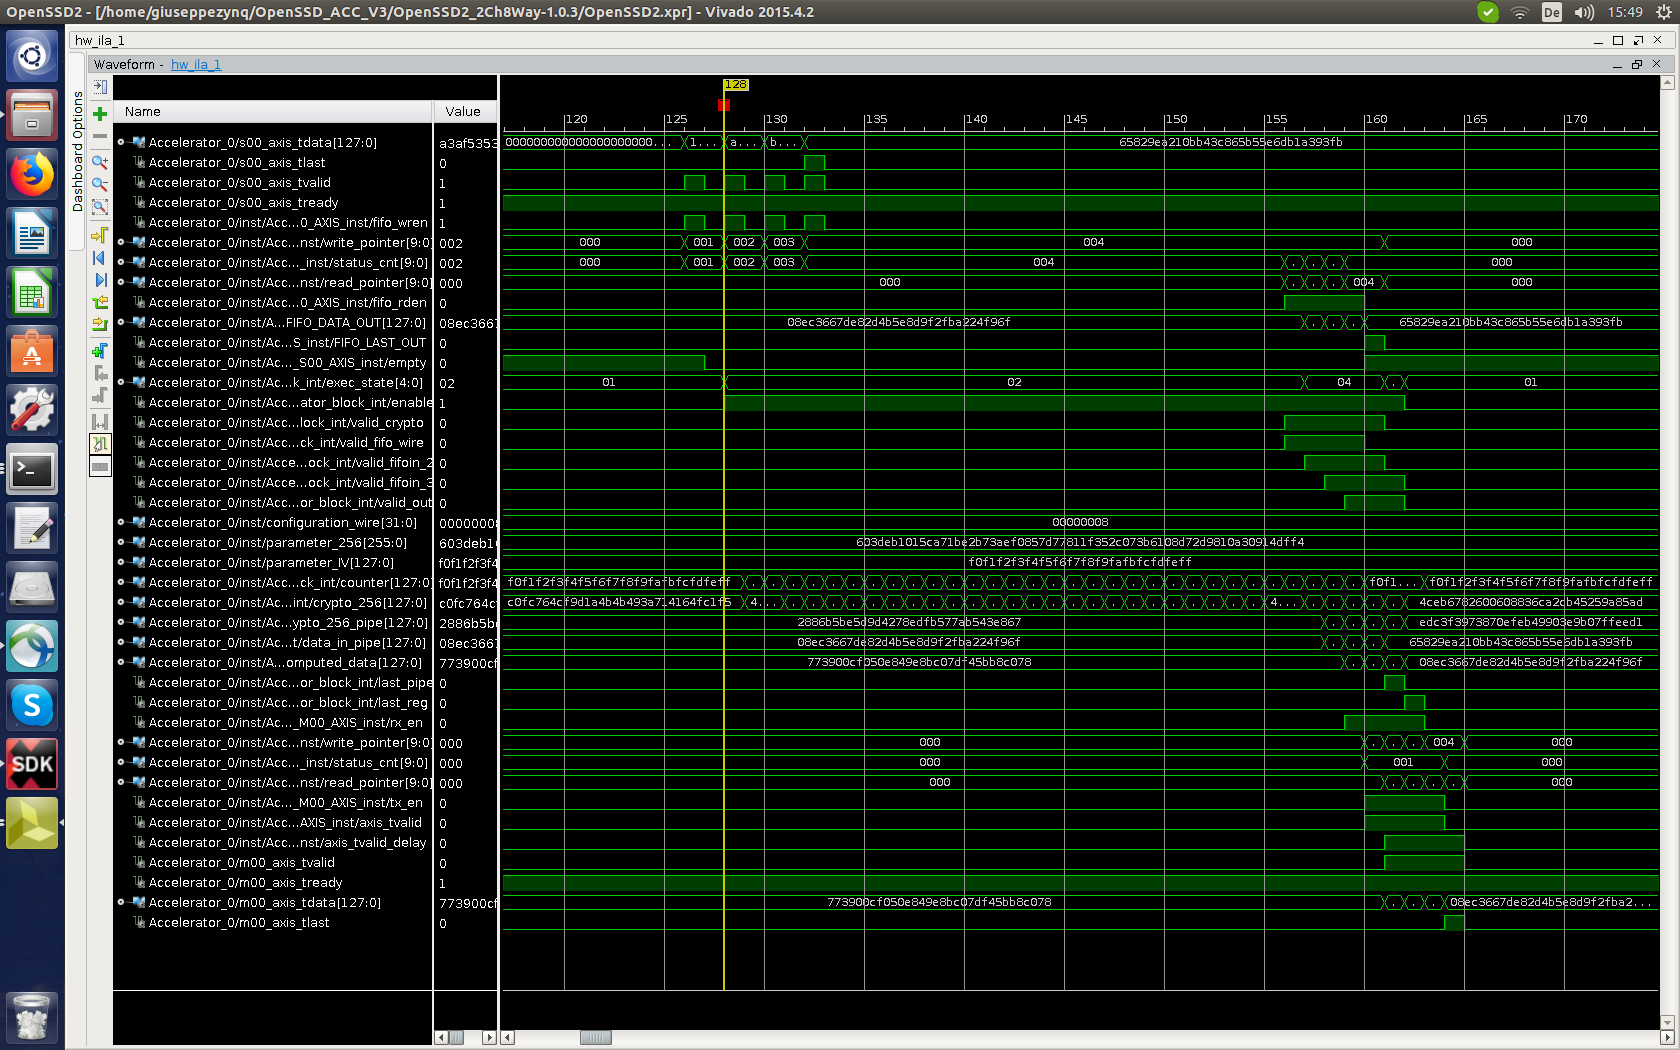 OpenSSD2 - [/home/giuseppezynq/OpenSSD_ACC_V3/OpenSSD2_2Ch8Way-1.0.3/OpenSSD2.xpr] - Vivado 2015.4.2
De
15:49
hw_ila_1
Waveform - hw_ila_1
Dashboard Options
128
Name Value
120 125 130 135 140 145 150 155 160 165 170
Accelerator_0/s00_axis_tdata[127:0] a3af5353 000000000000000000000... 1... a... b... 65829ea210bb43c865b55e6db1a393fb
Accelerator_0/s00_axis_tlast 0
Accelerator_0/s00_axis_tvalid 1
Accelerator_0/s00_axis_tready 1
Accelerator_0/inst/Acc...0_AXIS_inst/fifo_wren 1
Accelerator_0/inst/Acc...nst/write_pointer[9:0] 002 000 001 002 003 004 000
Accelerator_0/inst/Acc..._inst/status_cnt[9:0] 002 000 001 002 003 004 . . . . 000
Accelerator_0/inst/Acc...nst/read_pointer[9:0] 000 000 . . . 004 000
Accelerator_0/inst/Acc...0_AXIS_inst/fifo_rden 0
Accelerator_0/inst/A...FIFO_DATA_OUT[127:0] 08ec3667 08ec3667de82d4b5e8d9f2fba224f96f . . . 65829ea210bb43c865b55e6db1a393fb
Accelerator_0/inst/Ac...S_inst/FIFO_LAST_OUT 0
Accelerator_0/inst/Acc..._S00_AXIS_inst/empty 0
Accelerator_0/inst/Acc...k_int/exec_state[4:0] 02 01 02 04 . 01
Accelerator_0/inst/Acc...ator_block_int/enable 1
Accelerator_0/inst/Acc...lock_int/valid_crypto 0
Accelerator_0/inst/Acc...ck_int/valid_fifo_wire 0
Accelerator_0/inst/Acce...ock_int/valid_fifoin_2 0
Accelerator_0/inst/Acce...ock_int/valid_fifoin_3 0
Accelerator_0/inst/Acc...or_block_int/valid_out 0
Accelerator_0/inst/configuration_wire[31:0] 00000008 00000008
Accelerator_0/inst/parameter_256[255:0] 603deb10 603deb1015ca71be2b73aef0857d77811f352c073b6108d72d9810a30914dff4
Accelerator_0/inst/parameter_IV[127:0] f0f1f2f3f4 f0f1f2f3f4f5f6f7f8f9fafbfcfdfeff
Accelerator_0/inst/Acc...ck_int/counter[127:0] f0f1f2f3f4 f0f1f2f3f4f5f6f7f8f9fafbfcfdfeff f0f1... f0f1f2f3f4f5f6f7f8f9fafbfcfdfeff
Accelerator_0/inst/Acc...int/crypto_256[127:0] c0fc764cf c0fc764cf9d1a4b4b493a714164fc1f5 4... 4... 4ceb6782600608836ca2cb45259a85ad
Accelerator_0/inst/Ac...ypto_256_pipe[127:0] 2886b5be 2886b5be5d9d4278edfb577ab543e867 . . . . edc3f3973870efeb49903e9b07ffeed1
Accelerator_0/inst/Acc...t/data_in_pipe[127:0] 08ec3667 08ec3667de82d4b5e8d9f2fba224f96f . . . 65829ea210bb43c865b55e6db1a393fb
Accelerator_0/inst/A...omputed_data[127:0] 773900cf 773900cf050e849e8bc07df45bb8c078 . . . 08ec3667de82d4b5e8d9f2fba224f96f
Accelerator_0/inst/Acc...or_block_int/last_pipe 0
Accelerator_0/inst/Acc...or_block_int/last_reg 0
Accelerator_0/inst/Ac..._M00_AXIS_inst/rx_en 0
Accelerator_0/inst/Acc...nst/write_pointer[9:0] 000 000 . . . 004 000
Accelerator_0/inst/Acc..._inst/status_cnt[9:0] 000 000 001 000
Accelerator_0/inst/Acc...nst/read_pointer[9:0] 000 000 . . . . 000
Accelerator_0/inst/Acc..._M00_AXIS_inst/tx_en 0
Accelerator_0/inst/Acc...AXIS_inst/axis_tvalid 0
Accelerator_0/inst/Acc...nst/axis_tvalid_delay 0
Accelerator_0/m00_axis_tvalid 0
Accelerator_0/m00_axis_tready 1
Accelerator_0/m00_axis_tdata[127:0] 773900cf 773900cf050e849e8bc07df45bb8c078 . . . 08ec3667de82d4b5e8d9f2fba2...
Accelerator_0/m00_axis_tlast 0
SDK